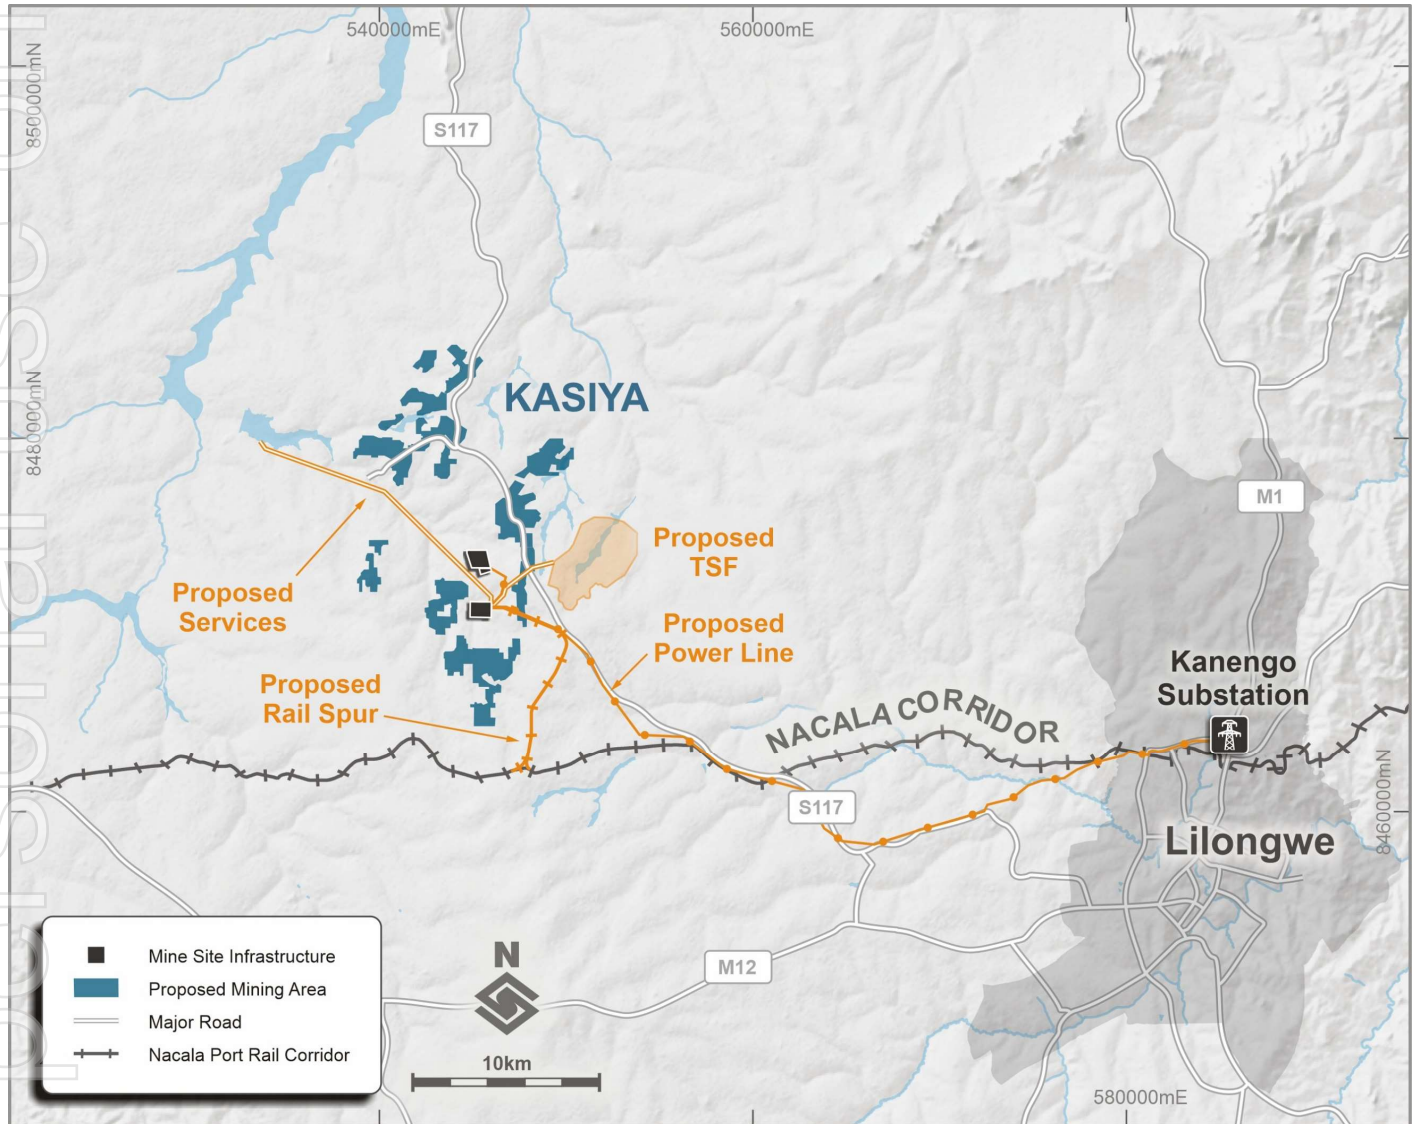 540000mE
560000mE
8500000mN
S117
KASIYA
8480000mN
M1
Proposed
TSF
Proposed
Services
Proposed
Power Line
Kanengo
Substation
Proposed
Rail Spur
NACALA CORRIDOR
S117
8460000mN
Lilongwe
Mine Site Infrastructure
Proposed Mining Area
Major Road
Nacala Port Rail Corridor
N
M12
10km
580000mE